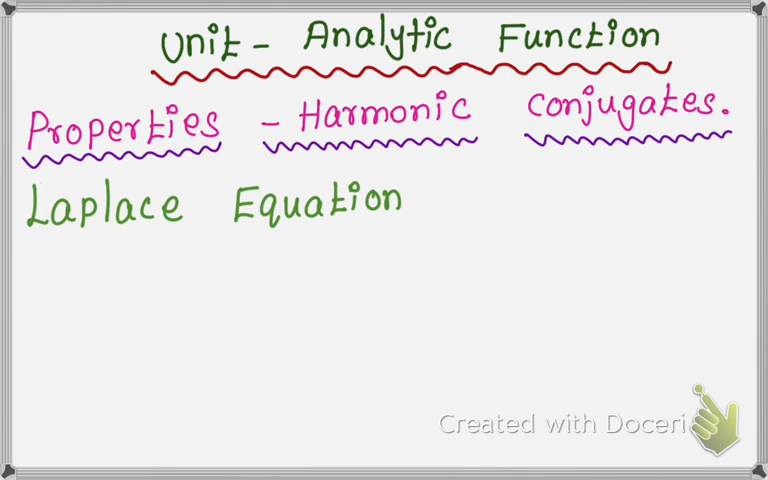 Unit - Analytic Function
Properties - Harmonic conjugates.
Laplace Equation
Created with Doceri